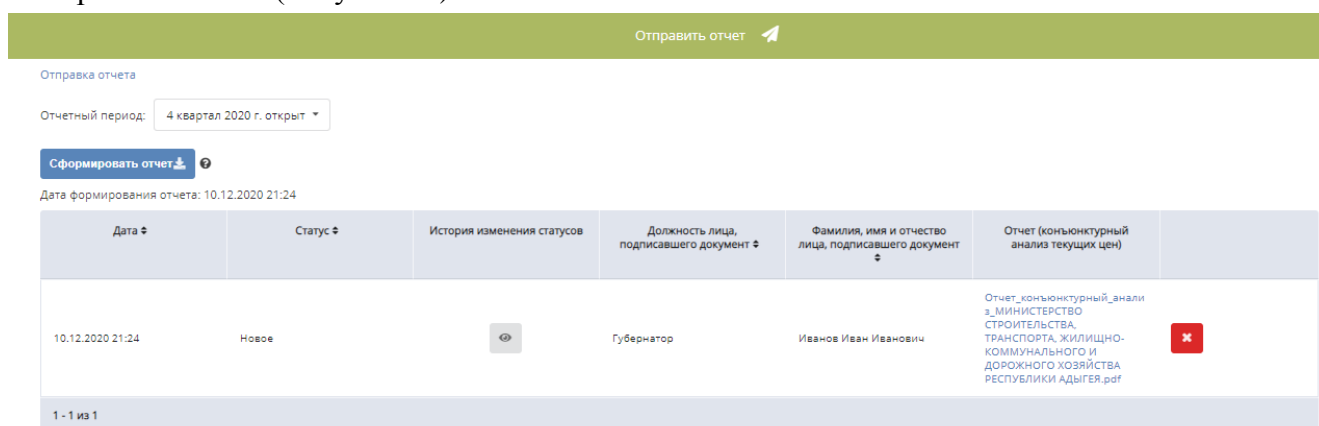 Отправить отчет
Отправка отчета
Отчетный период: 4 квартал 2020 г. открыт
Сформировать отчет
Дата формирования отчета: 10.12.2020 21:24
Дата
Статус
История изменения статусов
Должность лица,
подписавшего документ
Фамилия, имя и отчество
лица, подписавшего документ
Отчет (конъюнктурный
анализ текущих цен)
10.12.2020 21:24
Новое
Губернатор
Иванов Иван Иванович
Отчет_конъюнктурный_анали
з_МИНИСТЕРСТВО
СТРОИТЕЛЬСТВА,
ТРАНСПОРТА, ЖИЛИЩНО-
КОММУНАЛЬНОГО И
ДОРОЖНОГО ХОЗЯЙСТВА
РЕСПУБЛИКИ АДЫГЕЯ.pdf
1 - 1 из 1